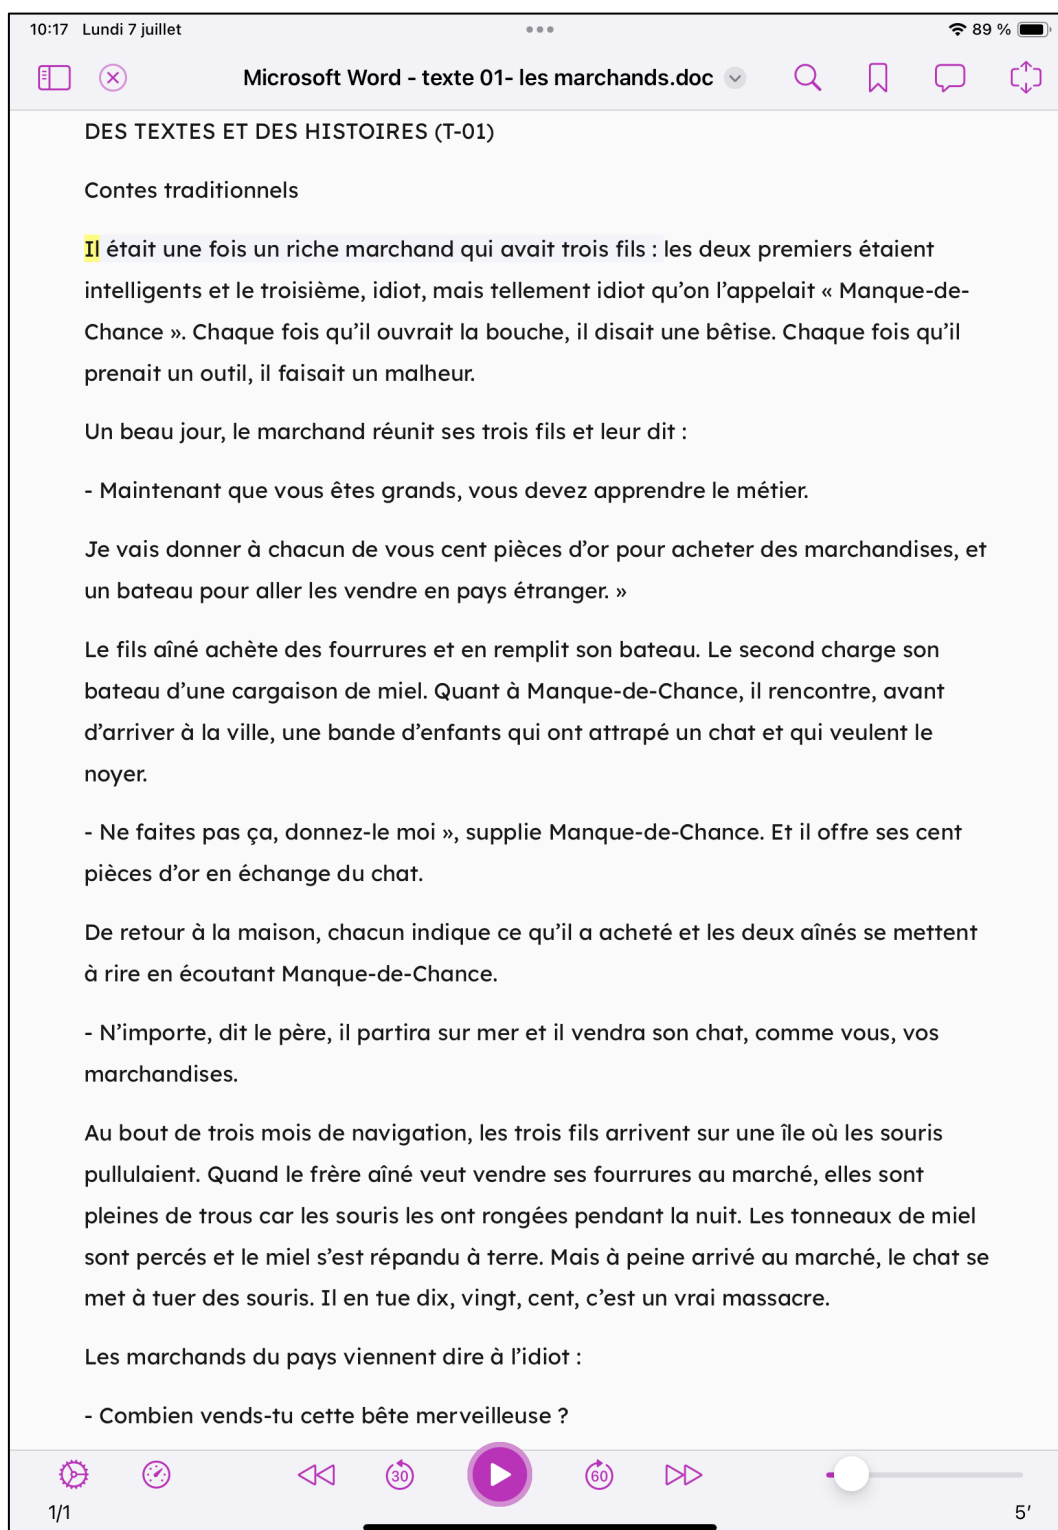 10:17 Lundi 7 juillet
89 %
Microsoft Word - texte 01- les marchands.doc
DES TEXTES ET DES HISTOIRES (T-01)
Contes traditionnels
Il était une fois un riche marchand qui avait trois fils : les deux premiers étaient
intelligents et le troisième, idiot, mais tellement idiot qu’on l’appelait « Manque-de-
Chance ». Chaque fois qu’il ouvrait la bouche, il disait une bêtise. Chaque fois qu’il
prenait un outil, il faisait un malheur.
Un beau jour, le marchand réunit ses trois fils et leur dit :
- Maintenant que vous êtes grands, vous devez apprendre le métier.
Je vais donner à chacun de vous cent pièces d’or pour acheter des marchandises, et
un bateau pour aller les vendre en pays étranger. »
Le fils aîné achète des fourrures et en remplit son bateau. Le second charge son
bateau d’une cargaison de miel. Quant à Manque-de-Chance, il rencontre, avant
d’arriver à la ville, une bande d’enfants qui ont attrapé un chat et qui veulent le
noyer.
- Ne faites pas ça, donnez-le moi », supplie Manque-de-Chance. Et il offre ses cent
pièces d’or en échange du chat.
De retour à la maison, chacun indique ce qu’il a acheté et les deux aînés se mettent
à rire en écoutant Manque-de-Chance.
- N’importe, dit le père, il partira sur mer et il vendra son chat, comme vous, vos
marchandises.
Au bout de trois mois de navigation, les trois fils arrivent sur une île où les souris
pullulaient. Quand le frère aîné veut vendre ses fourrures au marché, elles sont
pleines de trous car les souris les ont rongées pendant la nuit. Les tonneaux de miel
sont percés et le miel s’est répandu à terre. Mais à peine arrivé au marché, le chat se
met à tuer des souris. Il en tue dix, vingt, cent, c’est un vrai massacre.
Les marchands du pays viennent dire à l’idiot :
- Combien vends-tu cette bête merveilleuse ?
30
60
1/1
5′